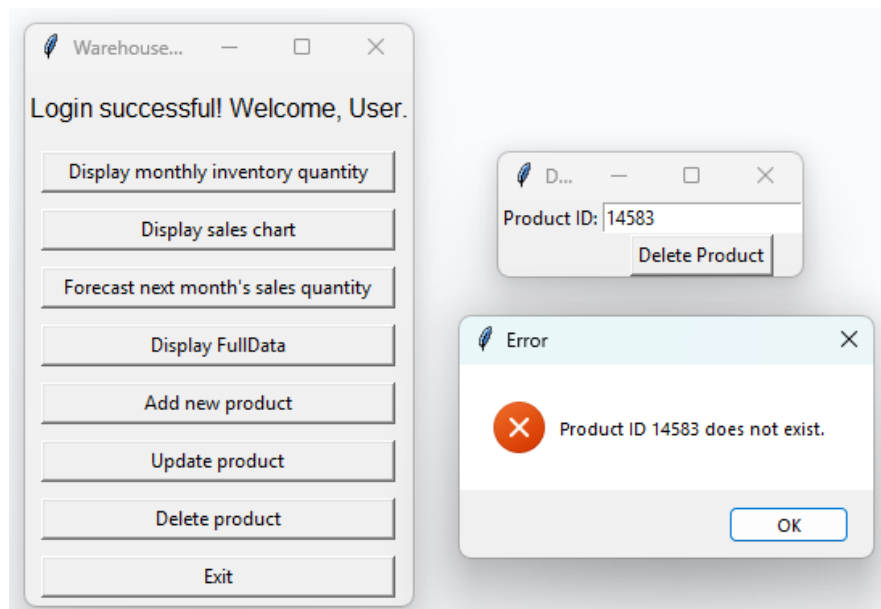 Warehouse...
Login successful! Welcome, User.
Display monthly inventory quantity
Display sales chart
Forecast next month's sales quantity
Display FullData
Add new product
Update product
Delete product
Exit
D...
Product ID: 14583
Delete Product
Error
Product ID 14583 does not exist.
OK